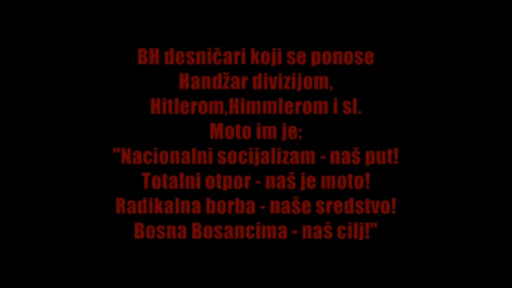 BH desničari koji se ponose
Handžar divizijom,
Hitlerom,Himmlerom i sl.
Moto im je:
"Nacionalni socijalizam - naš put!
Totalni otpor - naš je moto!
Radikalna borba - naše sredstvo!
Bosna Bosancima - naš cilj!"